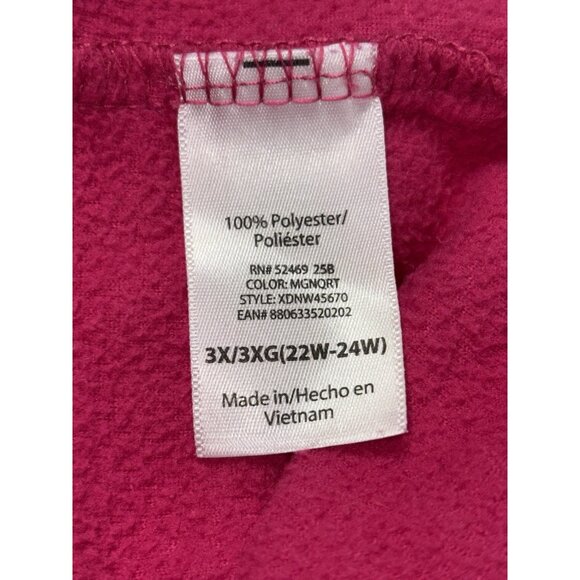 100% Polyester/
Poliéster
RN# 52469 25B
COLOR: MGNQRT
STYLE: XDNW45670
EAN# 880633520202
3X/3XG(22W-24W)
Made in/Hecho en
Vietnam